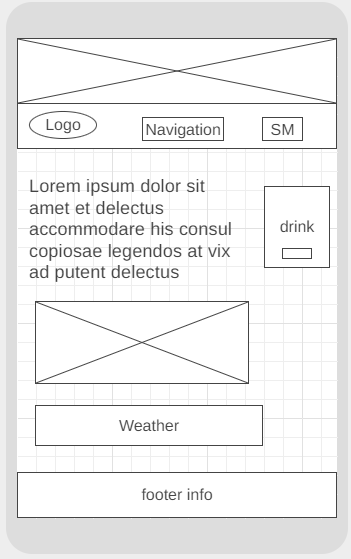 Logo
Navigation
SM
Lorem ipsum dolor sit
amet et delectus
accommodare his consul
copiosae legendos at vix
ad putent delectus
drink
Weather
footer info